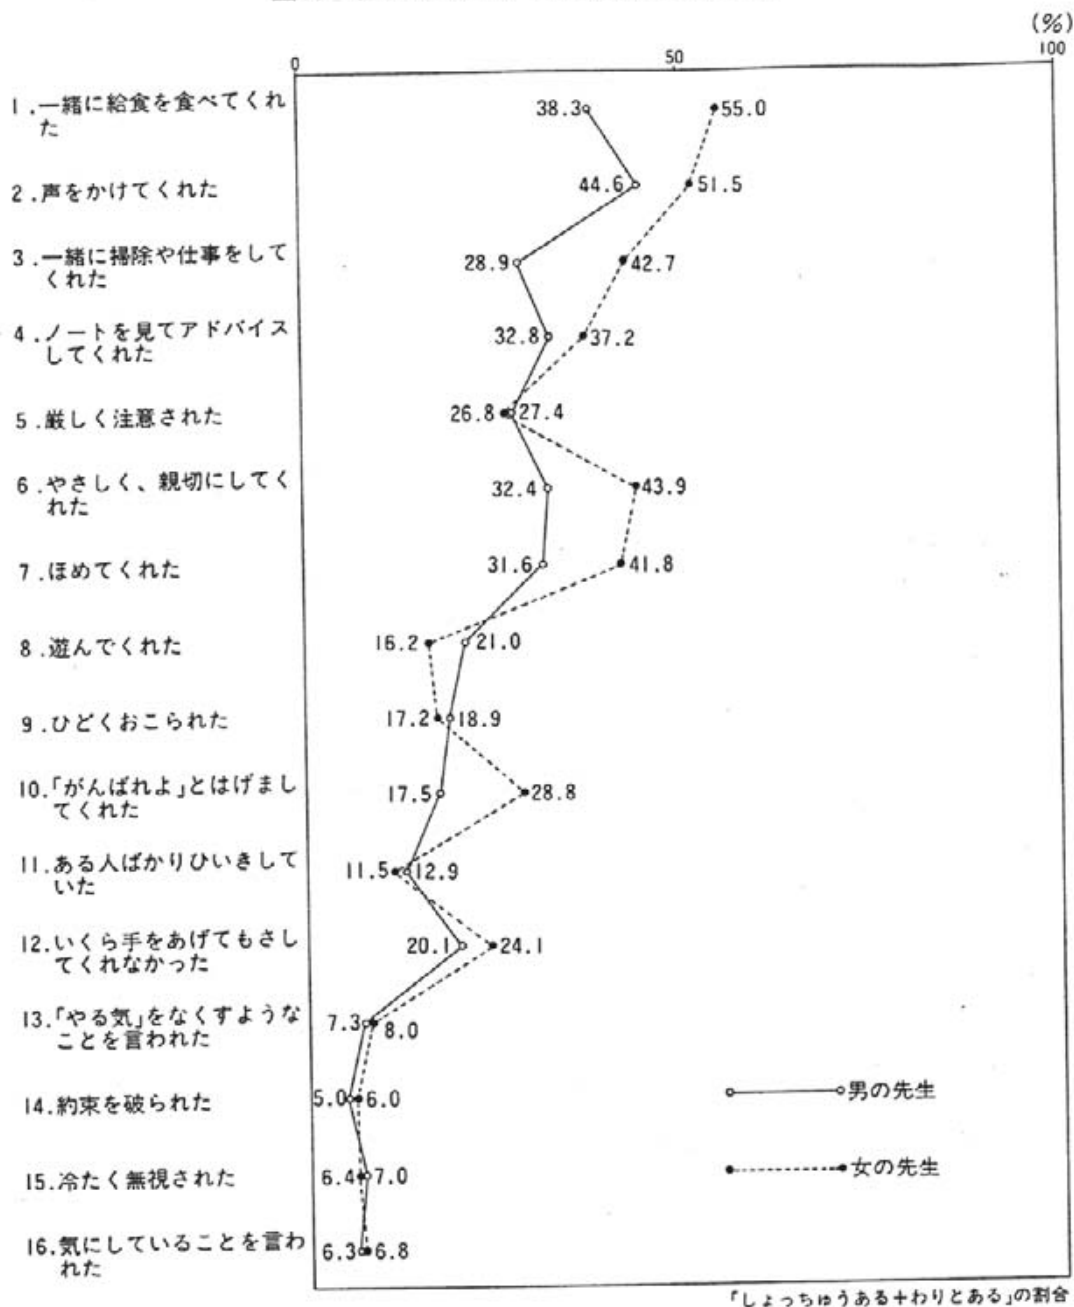 (%)
0 50 100
1.一緒に給食を食べてくれ
た
38.3 55.0
2.声をかけてくれた
44.6 51.5
3.一緒に掃除や仕事をして
くれた
28.9 42.7
4.ノートを見てアドバイス
してくれた
32.8 37.2
5.厳しく注意された
26.8 27.4
6.やさしく、親切にしてく
れた
32.4 43.9
7.ほめてくれた
31.6 41.8
8.遊んでくれた
16.2 21.0
9.ひどくおこられた
17.2 18.9
10.「がんばれよ」とはげまし
てくれた
17.5 28.8
11.ある人ばかりひいきして
いた
11.5 12.9
12.いくら手をあげてもさし
てくれなかった
20.1 24.1
13.「やる気」をなくすような
ことを言われた
7.3 8.0
14.約束を破られた
5.0 6.0
男の先生
15.冷たく無視された
6.4 7.0
女の先生
16.気にしていることを言わ
れた
6.3 6.8
「しょっちゅうある+わりとある」の割合